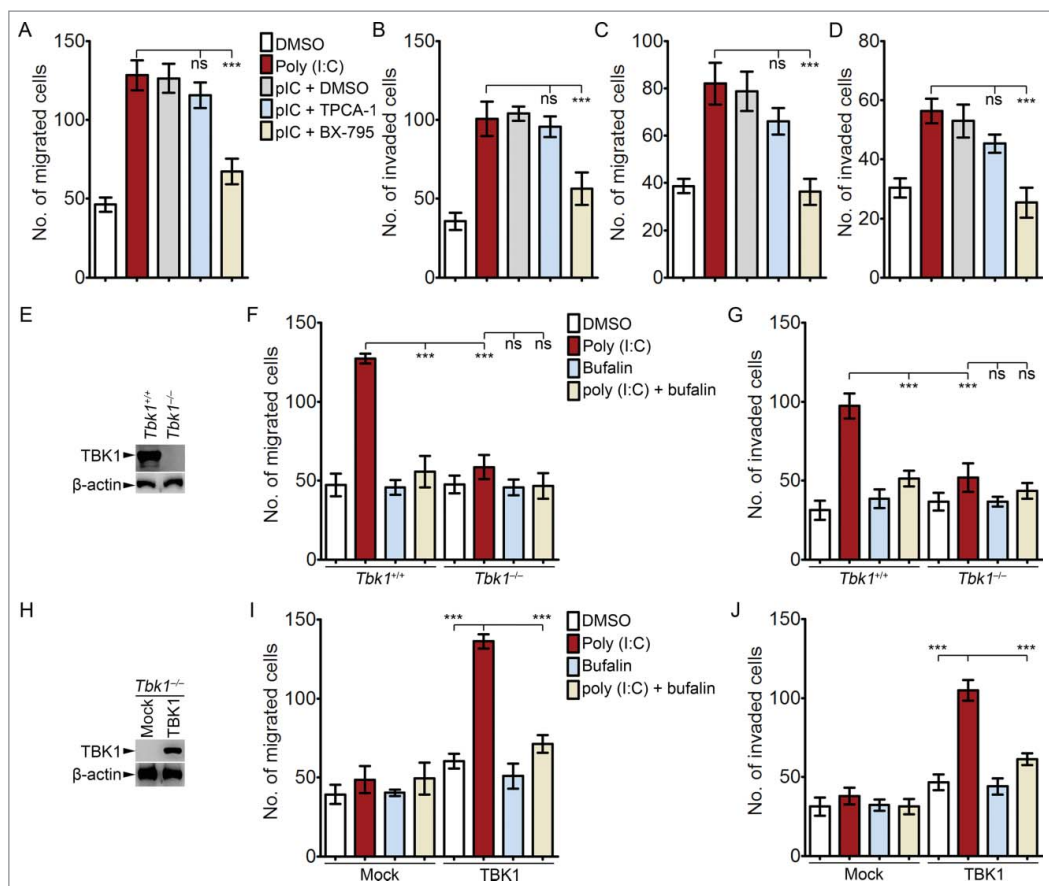 A
No. of migrated cells
150
100
50
0
ns
***
DMSO
Poly (I:C)
pIC + DMSO
pIC + TPCA-1
pIC + BX-795
B
No. of invaded cells
150
100
50
0
ns
***
C
No. of migrated cells
100
80
60
40
20
0
ns
***
D
No. of invaded cells
80
60
40
20
0
ns
***
E
Tbk1+/+
Tbk1−/−
TBK1
β-actin
F
No. of migrated cells
150
100
50
0
***
***
ns
ns
Tbk1+/+
Tbk1−/−
DMSO
Poly (I:C)
Bufalin
poly (I:C) + bufalin
G
No. of invaded cells
150
100
50
0
***
***
ns
ns
Tbk1+/+
Tbk1−/−
H
Tbk1−/−
Mock
TBK1
TBK1
β-actin
I
No. of migrated cells
150
100
50
0
***
***
Mock
TBK1
DMSO
Poly (I:C)
Bufalin
poly (I:C) + bufalin
J
No. of invaded cells
150
100
50
0
***
***
Mock
TBK1